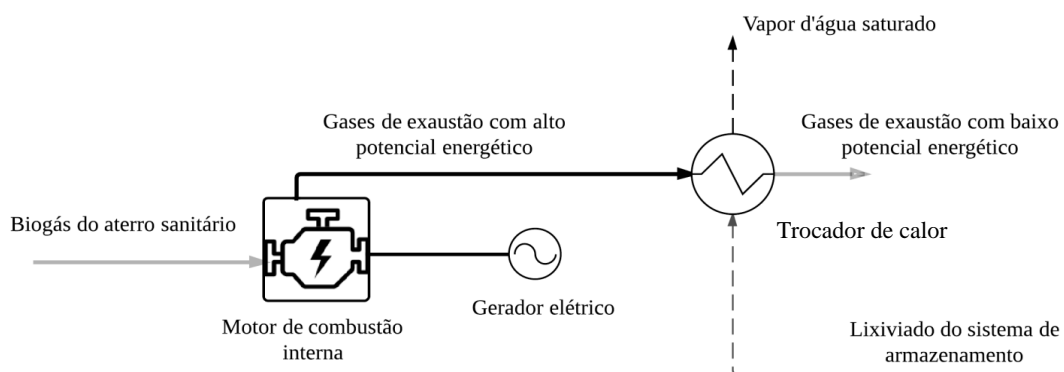 Vapor d'água saturado
Gases de exaustão com alto
potencial energético
Gases de exaustão com baixo
potencial energético
Biogás do aterro sanitário
Trocador de calor
Gerador elétrico
Motor de combustão
interna
Lixiviado do sistema de
armazenamento